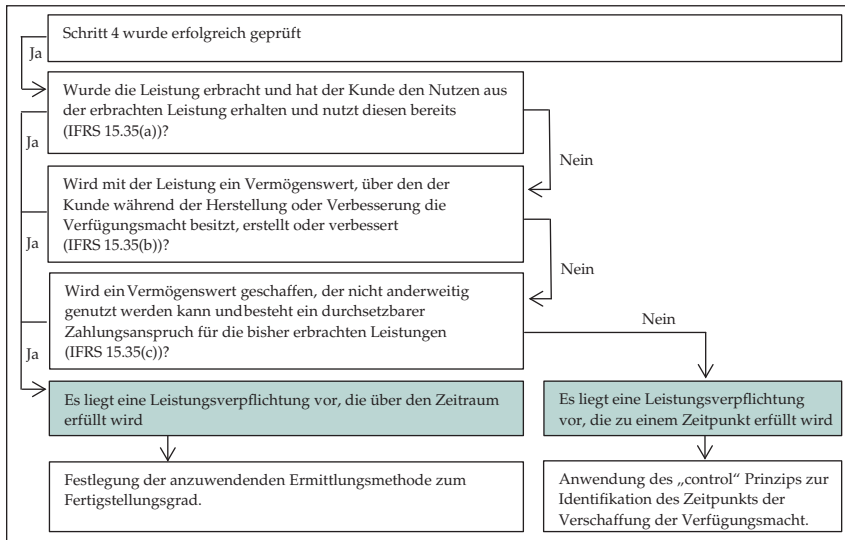 Schritt 4 wurde erfolgreich geprüft
Ja
Wurde die Leistung erbracht und hat der Kunde den Nutzen aus
der erbrachten Leistung erhalten und nutzt diesen bereits
(IFRS 15.35(a))?
Ja
Nein
Wird mit der Leistung ein Vermögenswert, über den der
Kunde während der Herstellung oder Verbesserung die
Verfügungsmacht besitzt, erstellt oder verbessert
(IFRS 15.35(b))?
Ja
Nein
Wird ein Vermögenswert geschaffen, der nicht anderweitig
genutzt werden kann undbesteht ein durchsetzbarer
Zahlungsanspruch für die bisher erbrachten Leistungen
(IFRS 15.35(c))?
Nein
Ja
Es liegt eine Leistungsverpflichtung vor, die über den Zeitraum
erfüllt wird
Es liegt eine Leistungsverpflichtung
vor, die zu einem Zeitpunkt erfüllt wird
Festlegung der anzuwendenden Ermittlungsmethode zum
Fertigstellungsgrad.
Anwendung des „control“ Prinzips zur
Identifikation des Zeitpunkts der
Verschaffung der Verfügungsmacht.